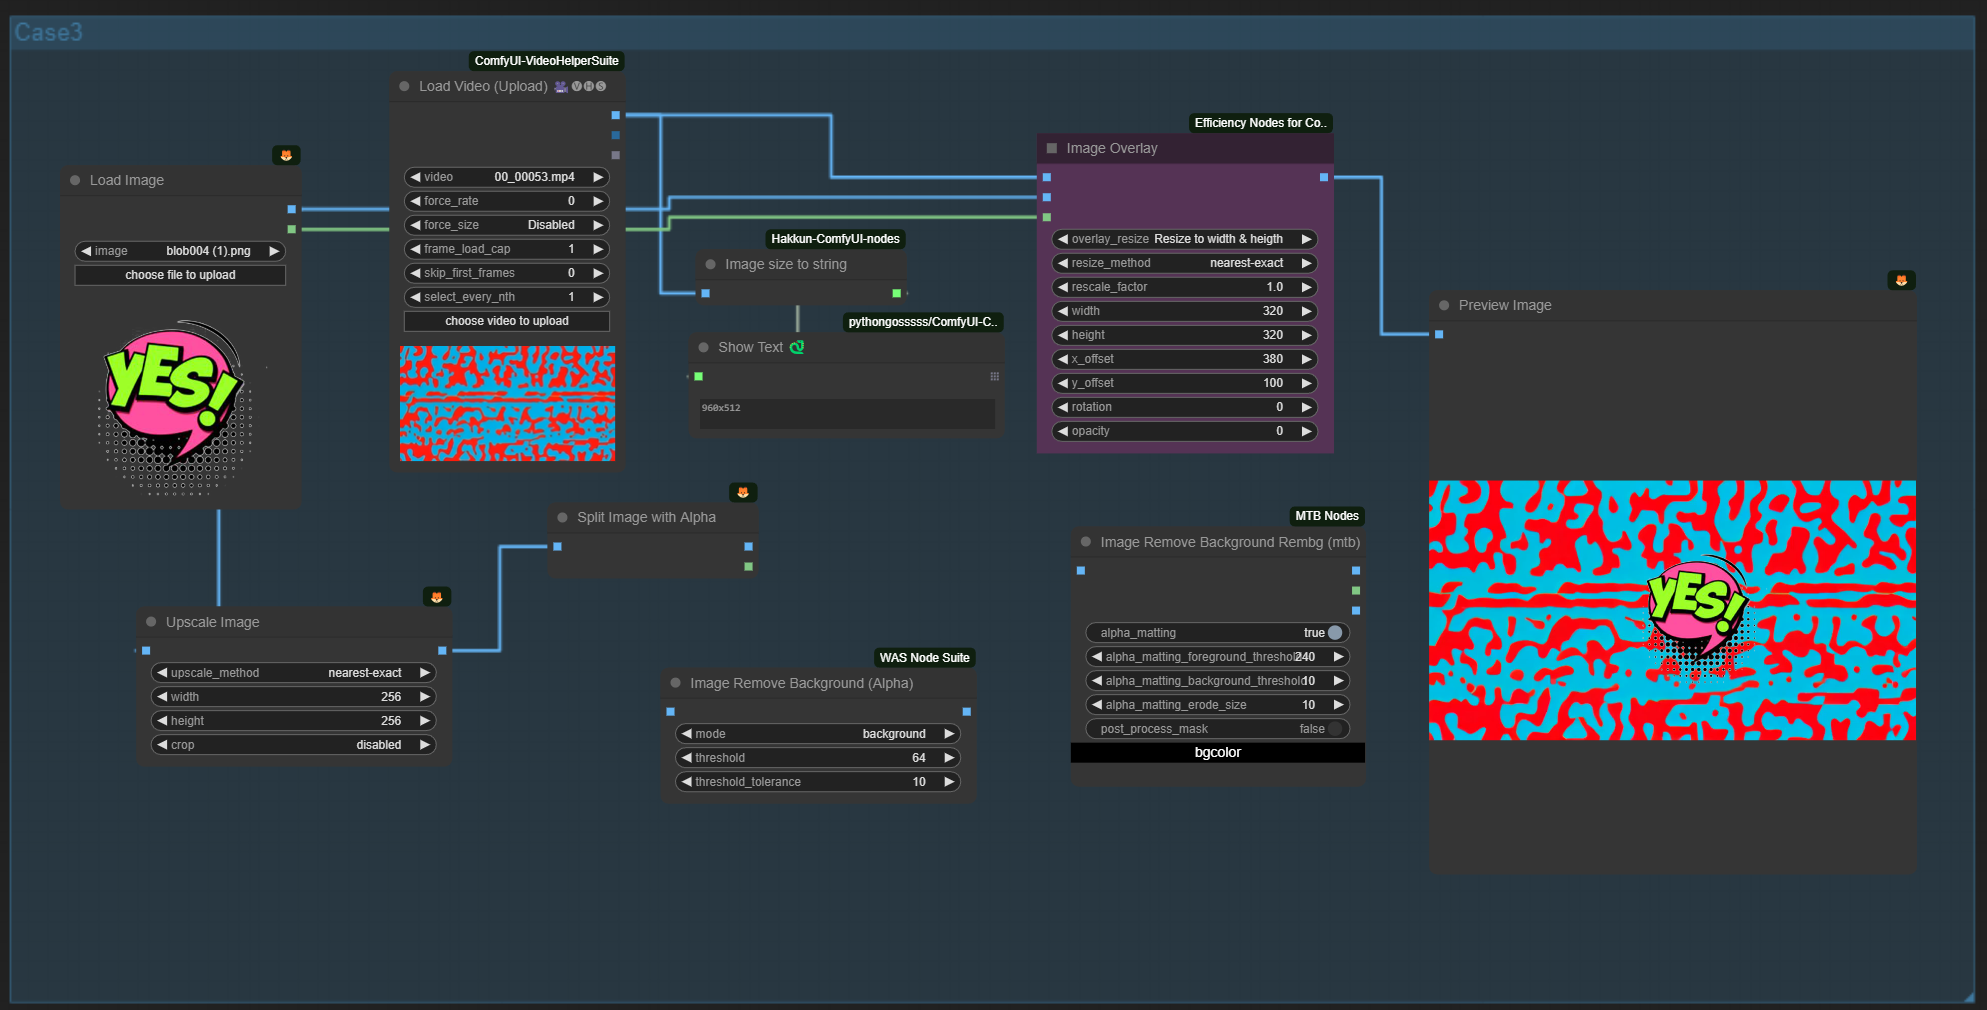 Case3
ComfyUI-VideoHelperSuite
Load Video (Upload) 🎥🅥🅗🅢
video 00_00053.mp4
force_rate 0
force_size Disabled
frame_load_cap 1
skip_first_frames 0
select_every_nth 1
choose video to upload
Load Image
image blob004 (1).png
choose file to upload
YES!
Efficiency Nodes for Co..
Image Overlay
overlay_resize Resize to width & heigth
resize_method nearest-exact
rescale_factor 1.0
width 320
height 320
x_offset 380
y_offset 100
rotation 0
opacity 0
Hakkun-ComfyUI-nodes
Image size to string
pythongosssss/ComfyUI-C..
Show Text
960x512
Preview Image
YES!
Split Image with Alpha
Upscale Image
upscale_method nearest-exact
width 256
height 256
crop disabled
WAS Node Suite
Image Remove Background (Alpha)
mode background
threshold 64
threshold_tolerance 10
MTB Nodes
Image Remove Background Rembg (mtb)
alpha_matting true
alpha_matting_foreground_threshol 240
alpha_matting_background_threshold 10
alpha_matting_erode_size 10
post_process_mask false
bgcolor